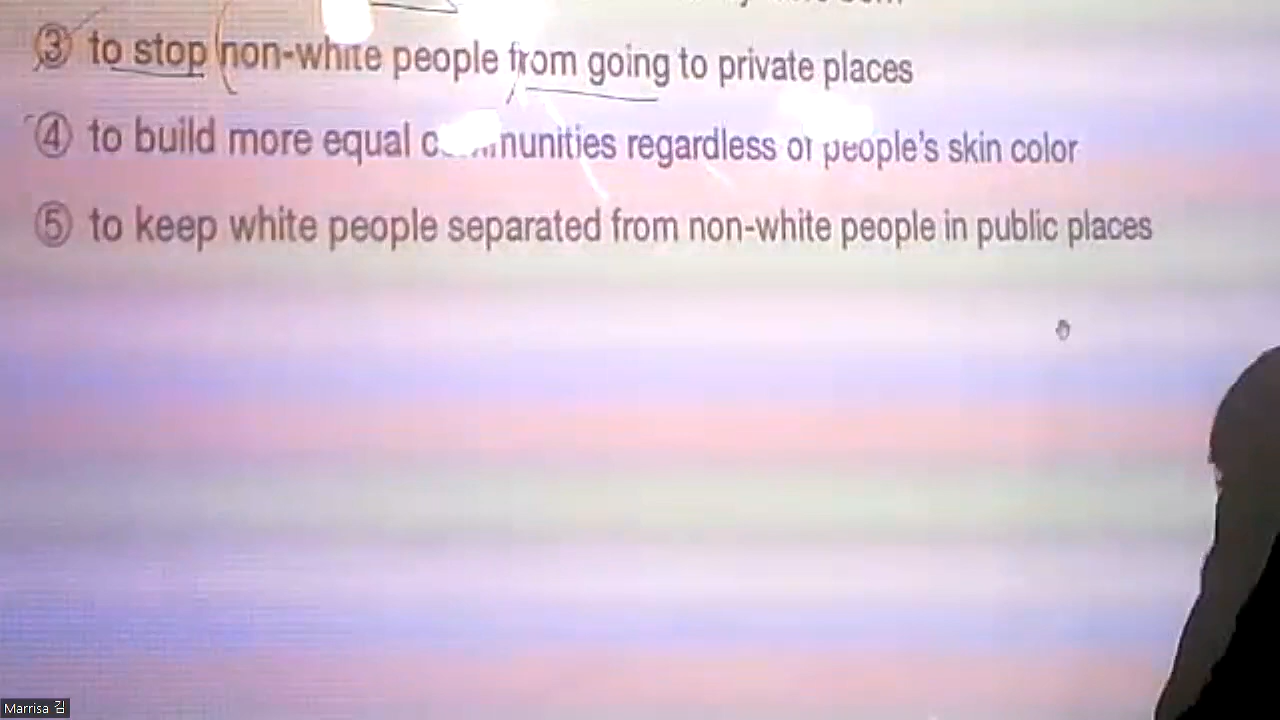 ③ to stop non-white people from going to private places
④ to build more equal communities regardless of people's skin color
⑤ to keep white people separated from non-white people in public places
Marrisa 김